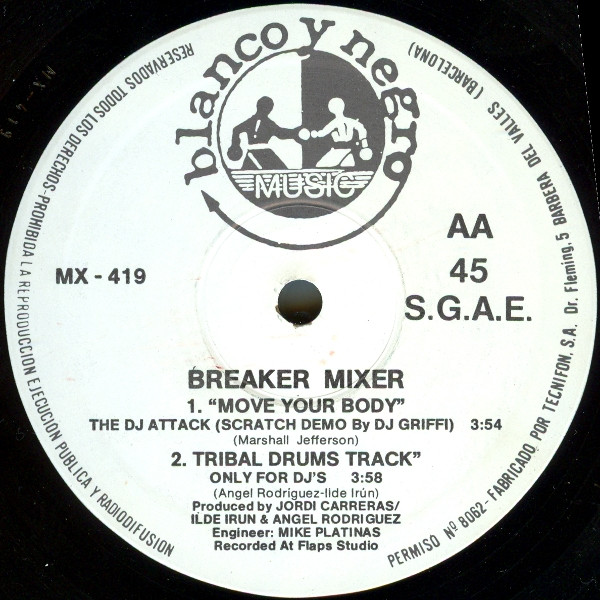 blanco y negro
MUSIC
MX - 419
AA
45
S.G.A.E.
BREAKER MIXER
1. “MOVE YOUR BODY”
THE DJ ATTACK (SCRATCH DEMO By DJ GRIFFI) 3:54
(Marshall Jefferson)
2. TRIBAL DRUMS TRACK”
ONLY FOR DJ'S 3:58
(Angel Rodríguez-Ilde Irún)
Produced by JORDI CARRERAS/
ILDE IRUN & ANGEL RODRIGUEZ
Engineer: MIKE PLATINAS
Recorded At Flaps Studio
RESERVADOS TODOS LOS DERECHOS-PROHIBIDA LA REPRODUCCION EJECUCION PUBLICA Y RADIODIFUSION
PERMISO Nº 8062-FABRICADO POR TECNIFON, S.A. Dr. Fleming, 5 BARBERA DEL VALLES (BARCELONA)
MX-419